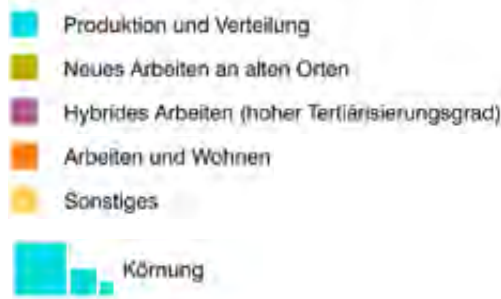 Produktion und Verteilung
Neues Arbeiten an alten Orten
Hybrides Arbeiten (hoher Tertiärisierungsgrad)
Arbeiten und Wohnen
Sonstiges
Körnung